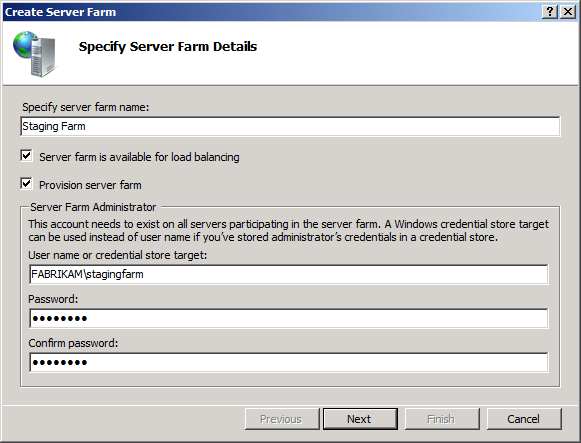 Create Server Farm
Specify Server Farm Details
Specify server farm name:
Staging Farm
Server farm is available for load balancing
Provision server farm
Server Farm Administrator
This account needs to exist on all servers participating in the server farm. A Windows credential store target
can be used instead of user name if you've stored administrator's credentials in a credential store.
User name or credential store target:
FABRIKAM\stagingfarm
Password:
●●●●●●●●
Confirm password:
●●●●●●●●
Previous Next Finish Cancel